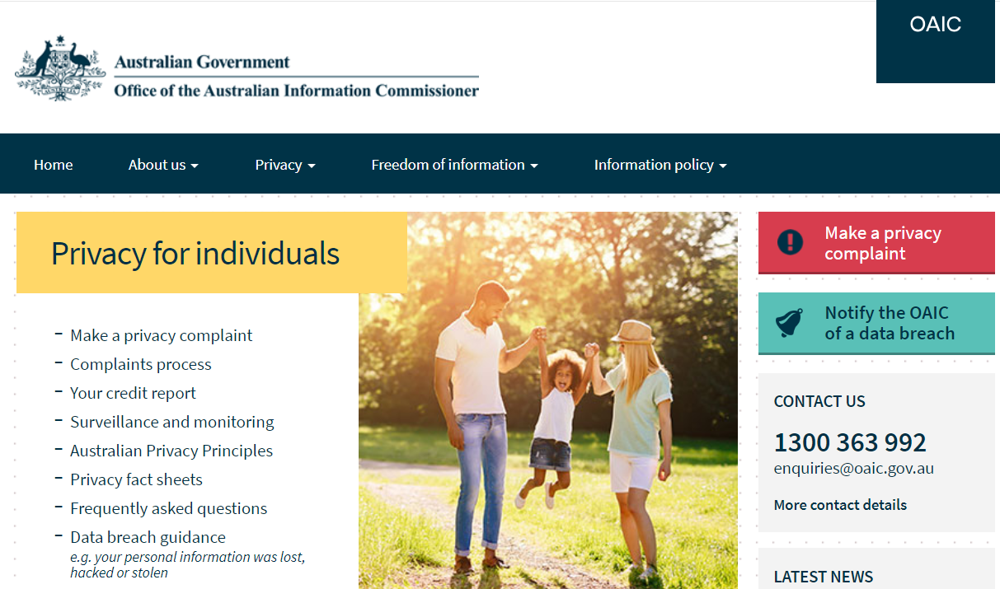 OAIC
Australian Government
Office of the Australian Information Commissioner
Home
About us
Privacy
Freedom of information
Information policy
Privacy for individuals
Make a privacy complaint
Complaints process
Your credit report
Surveillance and monitoring
Australian Privacy Principles
Privacy fact sheets
Frequently asked questions
Data breach guidance
e.g. your personal information was lost,
hacked or stolen
Make a privacy
complaint
Notify the OAIC
of a data breach
CONTACT US
1300 363 992
enquiries@oaic.gov.au
More contact details
LATEST NEWS